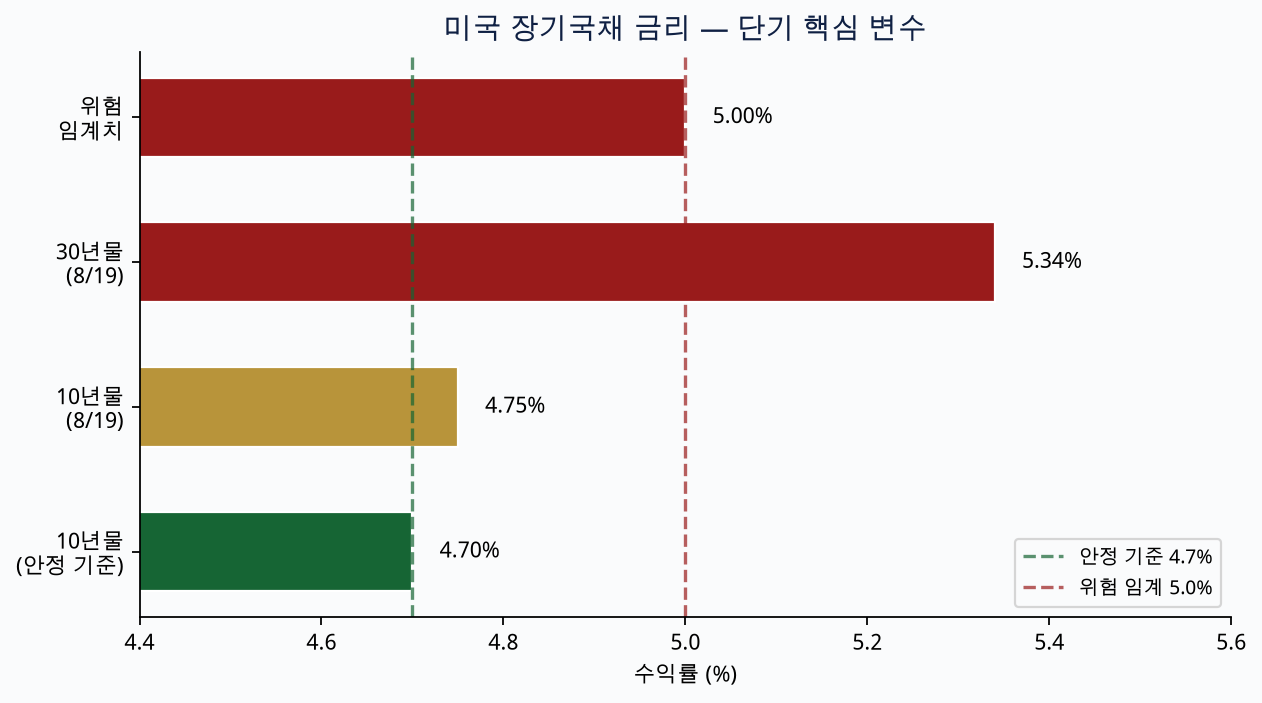 미국 장기국채 금리 — 단기 핵심 변수
위험
임계치
5.00%
30년물
(8/19)
5.34%
10년물
(8/19)
4.75%
10년물
(안정 기준)
4.70%
안정 기준 4.7%
위험 임계 5.0%
4.4
4.6
4.8
5.0
5.2
5.4
5.6
수익률 (%)